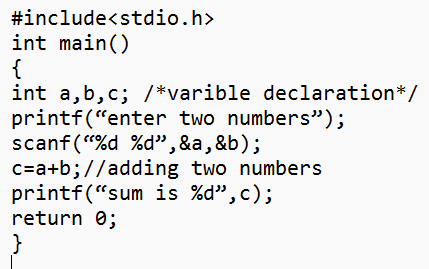 #include<stdio.h>
int main()
{
int a,b,c; /*varible declaration*/
printf(“enter two numbers”);
scanf(“%d %d”,&a,&b);
c=a+b;//adding two numbers
printf(“sum is %d”,c);
return 0;
}